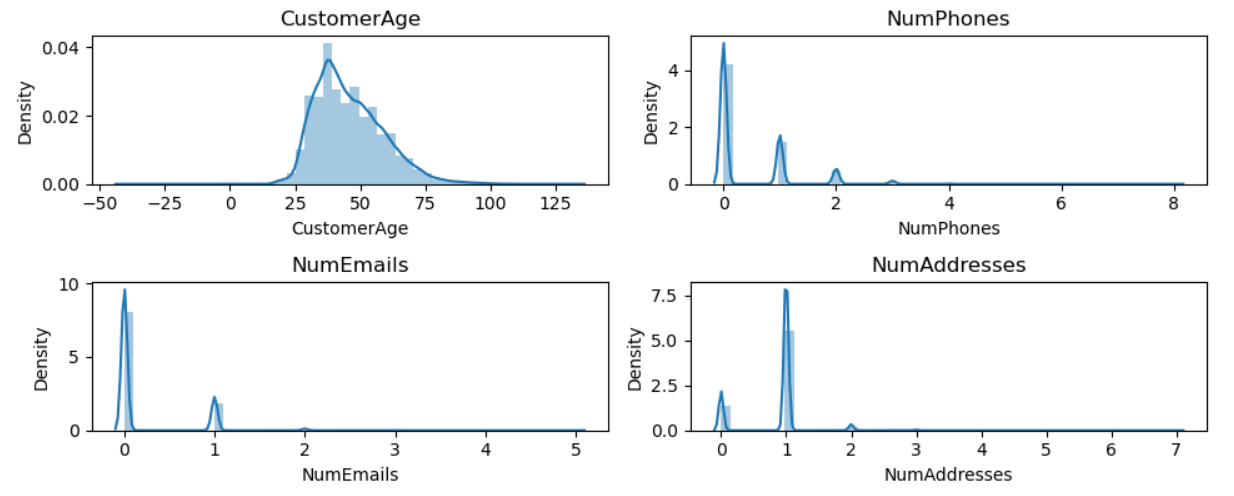 CustomerAge
0.04
0.02
0.00
Density
−50 −25 0 25 50 75 100 125
CustomerAge
NumPhones
4
2
0
Density
0 2 4 6 8
NumPhones
NumEmails
10
5
0
Density
0 1 2 3 4 5
NumEmails
NumAddresses
7.5
5.0
2.5
0.0
Density
0 1 2 3 4 5 6 7
NumAddresses